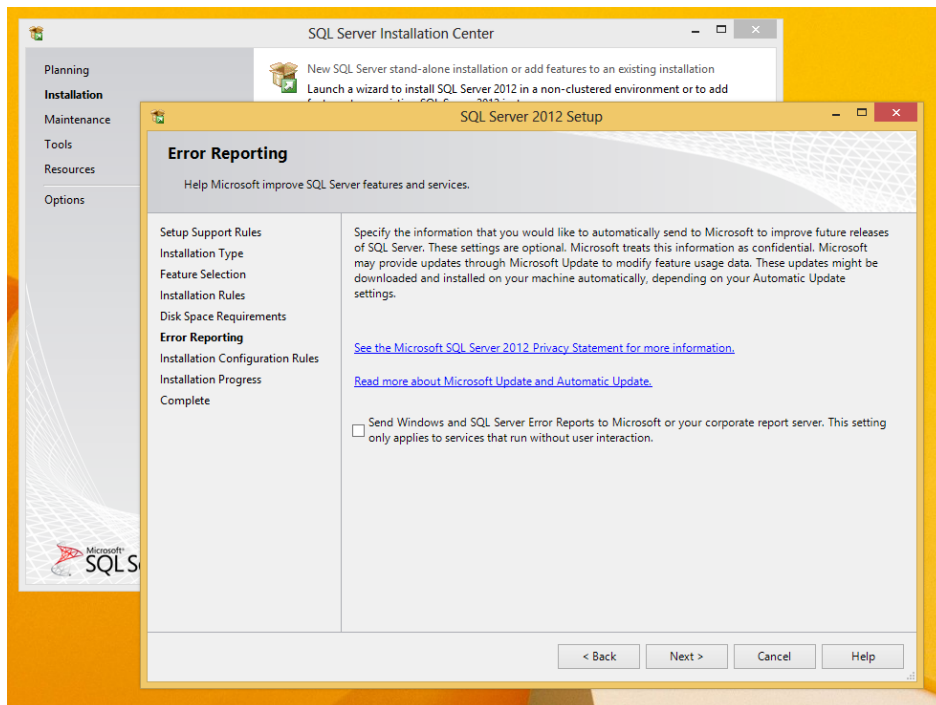 SQL Server Installation Center
Planning
Installation
Maintenance
Tools
Resources
Options
New SQL Server stand-alone installation or add features to an existing installation
Launch a wizard to install SQL Server 2012 in a non-clustered environment or to add
Microsoft
SQL S
SQL Server 2012 Setup
Error Reporting
Help Microsoft improve SQL Server features and services.
Setup Support Rules
Installation Type
Feature Selection
Installation Rules
Disk Space Requirements
Error Reporting
Installation Configuration Rules
Installation Progress
Complete
Specify the information that you would like to automatically send to Microsoft to improve future releases
of SQL Server. These settings are optional. Microsoft treats this information as confidential. Microsoft
may provide updates through Microsoft Update to modify feature usage data. These updates might be
downloaded and installed on your machine automatically, depending on your Automatic Update
settings.
See the Microsoft SQL Server 2012 Privacy Statement for more information.
Read more about Microsoft Update and Automatic Update.
Send Windows and SQL Server Error Reports to Microsoft or your corporate report server. This setting
only applies to services that run without user interaction.
< Back
Next >
Cancel
Help